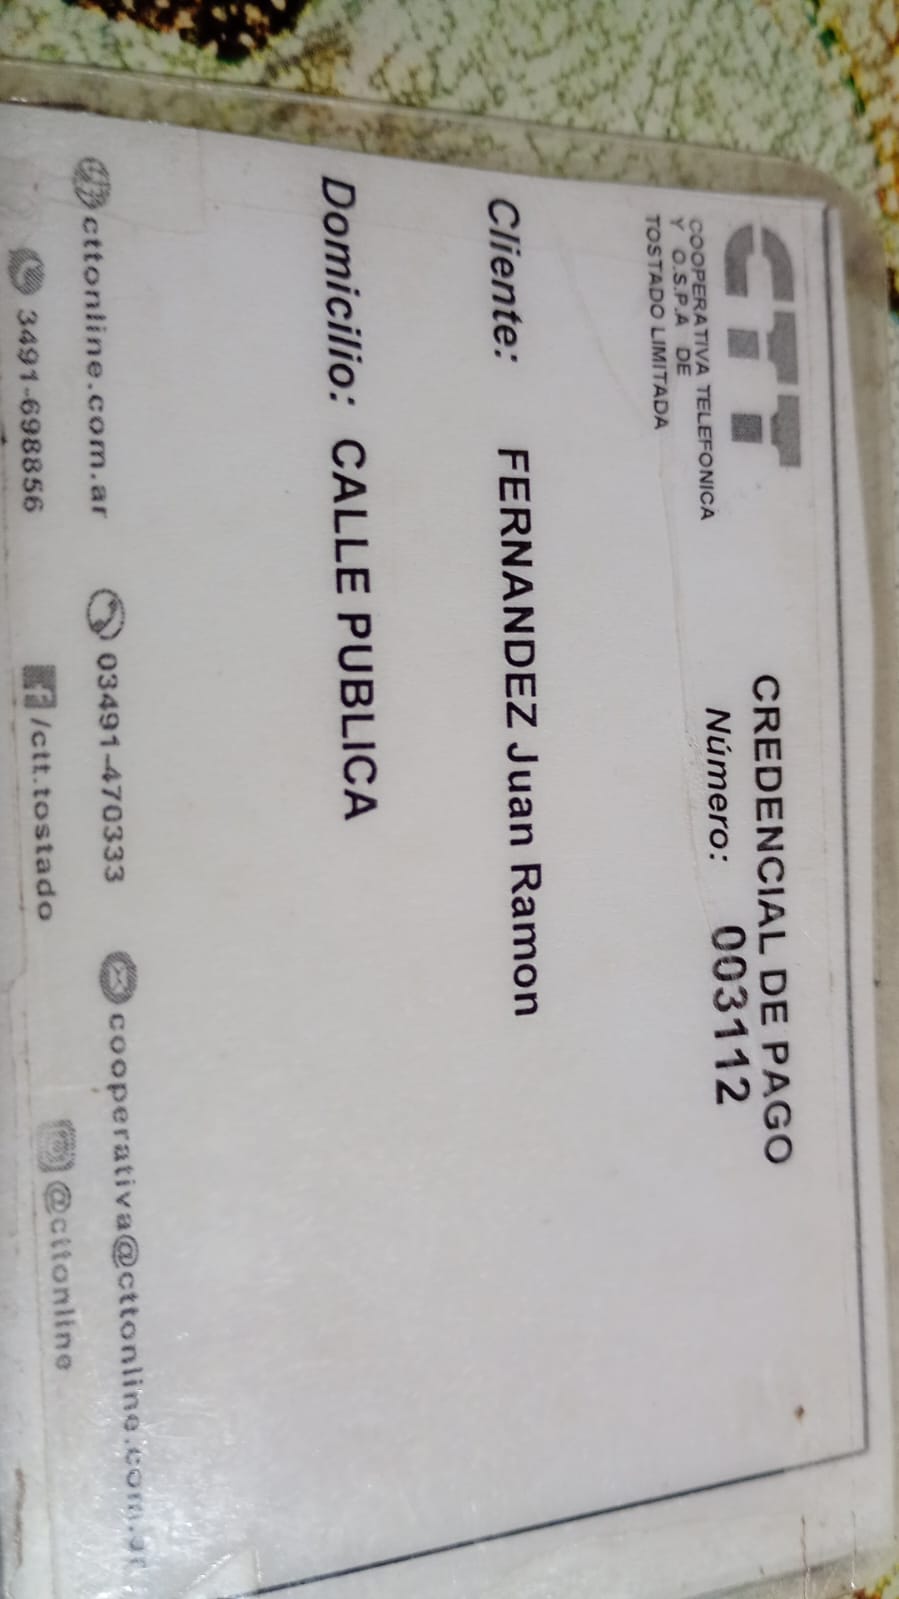 CTT
COOPERATIVA TELEFONICA
Y O.S.P.A DE
TOSTADO LIMITADA
CREDENCIAL DE PAGO
Número: 003112
Cliente: FERNANDEZ Juan Ramon
Domicilio: CALLE PUBLICA
cttonline.com.ar 03491-470333 cooperativa@cttonline.com.ar
3491-698856 /ctt.tostado @cttonline